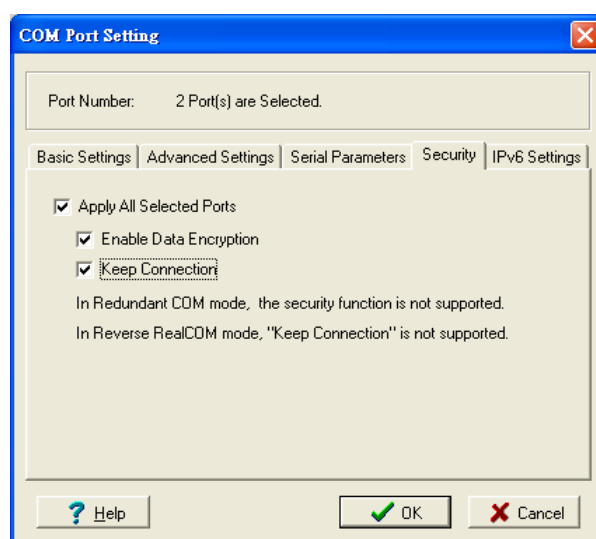 COM Port Setting
Port Number: 2 Port(s) are Selected.
Basic Settings Advanced Settings Serial Parameters Security IPv6 Settings
Apply All Selected Ports
Enable Data Encryption
Keep Connection
In Redundant COM mode, the security function is not supported.
In Reverse RealCOM mode, "Keep Connection" is not supported.
? Help OK Cancel